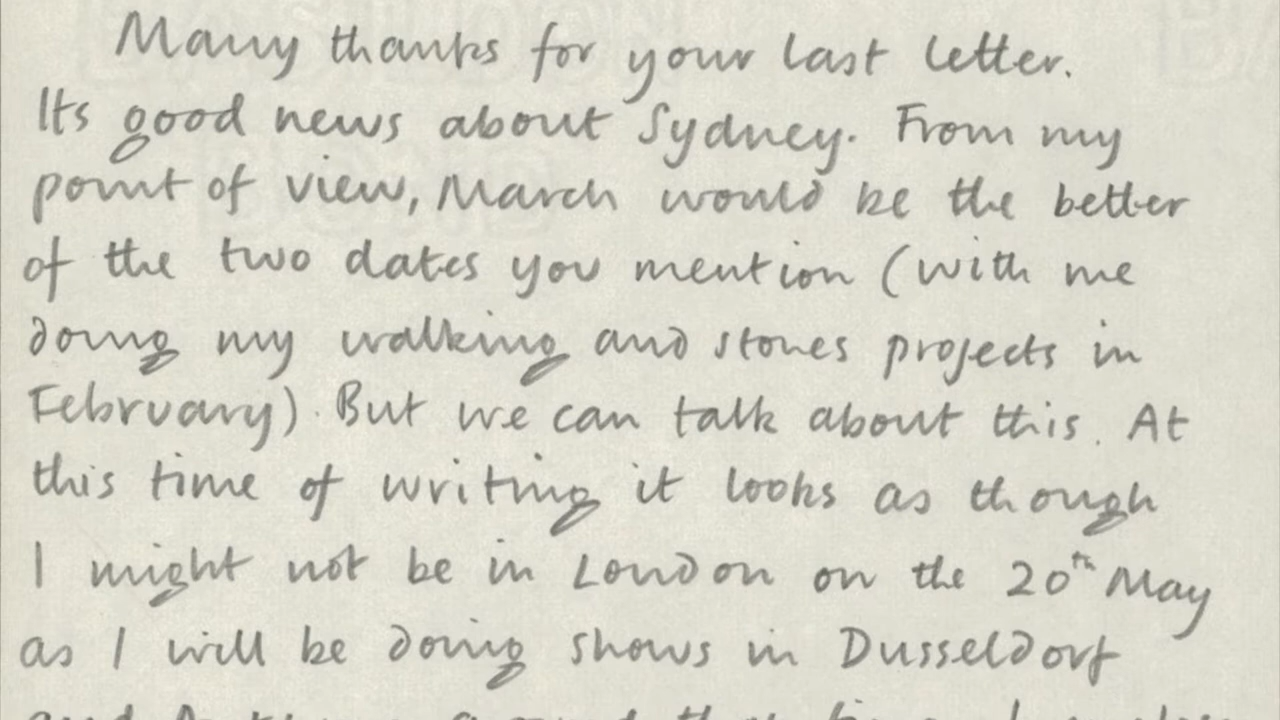 Many thanks for your last letter.
Its good news about Sydney. From my
point of view, March would be the better
of the two dates you mention (with me
doing my walking and stones projects in
February). But we can talk about this. At
this time of writing it looks as though
I might not be in London on the 20th May
as I will be doing shows in Dusseldorf
and